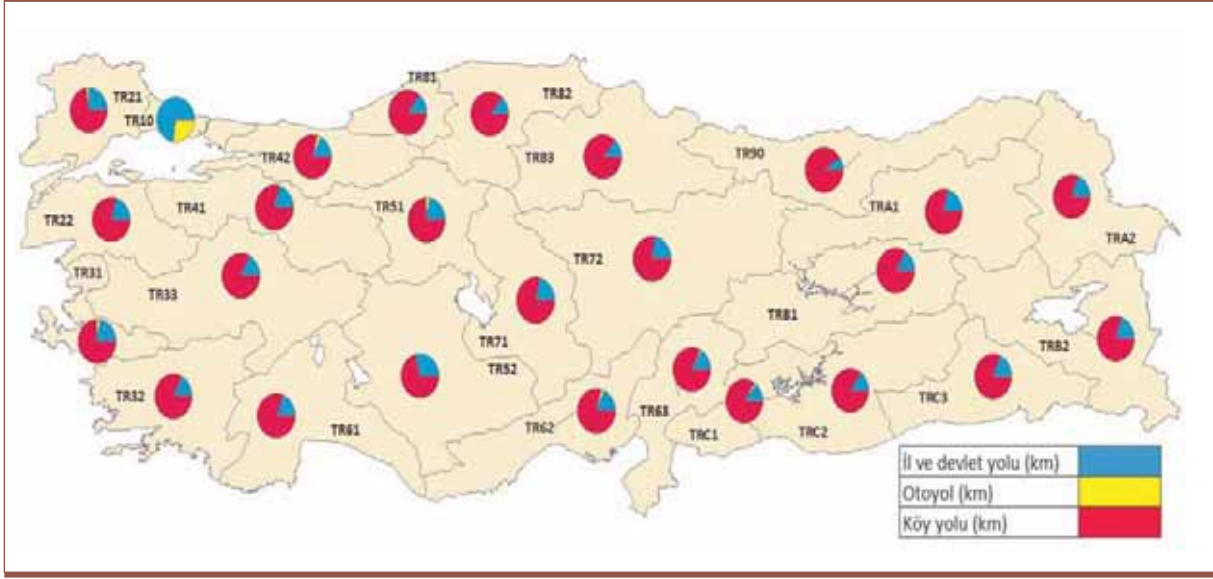 TR81
TR82
TR21
TR10
TR42
TR83
TR90
TRA1
TRA2
TR22
TR41
TR51
TR31
TR33
TR72
TRB1
TR71
TRB2
TR52
TR32
TR61
TR62
TR63
TRC1
TRC2
TRC3
İl ve devlet yolu (km)
Otoyol (km)
Köy yolu (km)